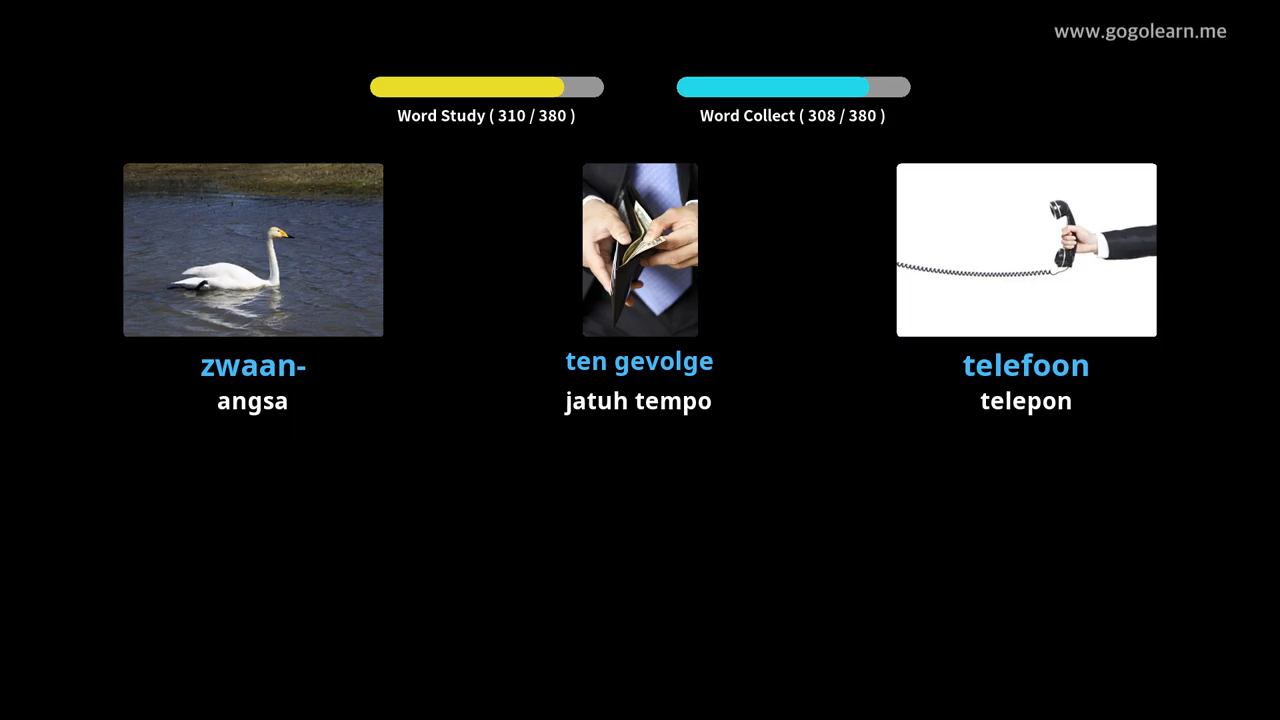 www.gogolearn.me
Word Study ( 310 / 380 )
Word Collect ( 308 / 380 )
zwaan-
angsa
ten gevolge
jatuh tempo
telefoon
telepon